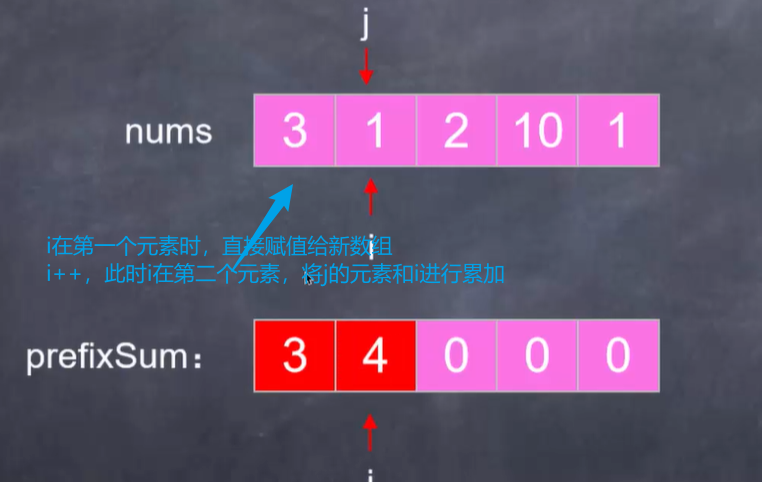 j
nums 3 1 2 10 1
i
i在第一个元素时，直接赋值给新数组
i++，此时i在第二个元素，将j的元素和i进行累加
prefixSum： 3 4 0 0 0
i